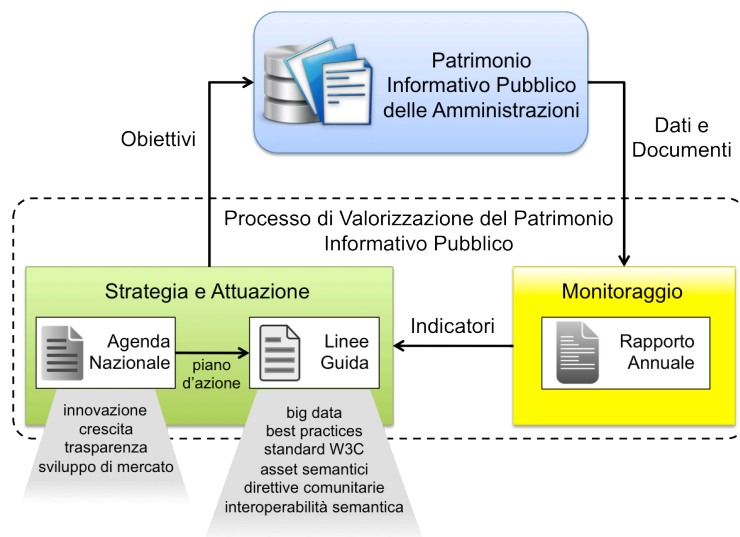 Patrimonio
Informativo Pubblico
delle Amministrazioni
Obiettivi
Dati e
Documenti
Processo di Valorizzazione del Patrimonio
Informativo Pubblico
Strategia e Attuazione
Agenda
Nazionale
piano
d'azione
Linee
Guida
Indicatori
Monitoraggio
Rapporto
Annuale
innovazione
crescita
trasparenza
sviluppo di mercato
big data
best practices
standard W3C
asset semantici
direttive comunitarie
interoperabilità semantica